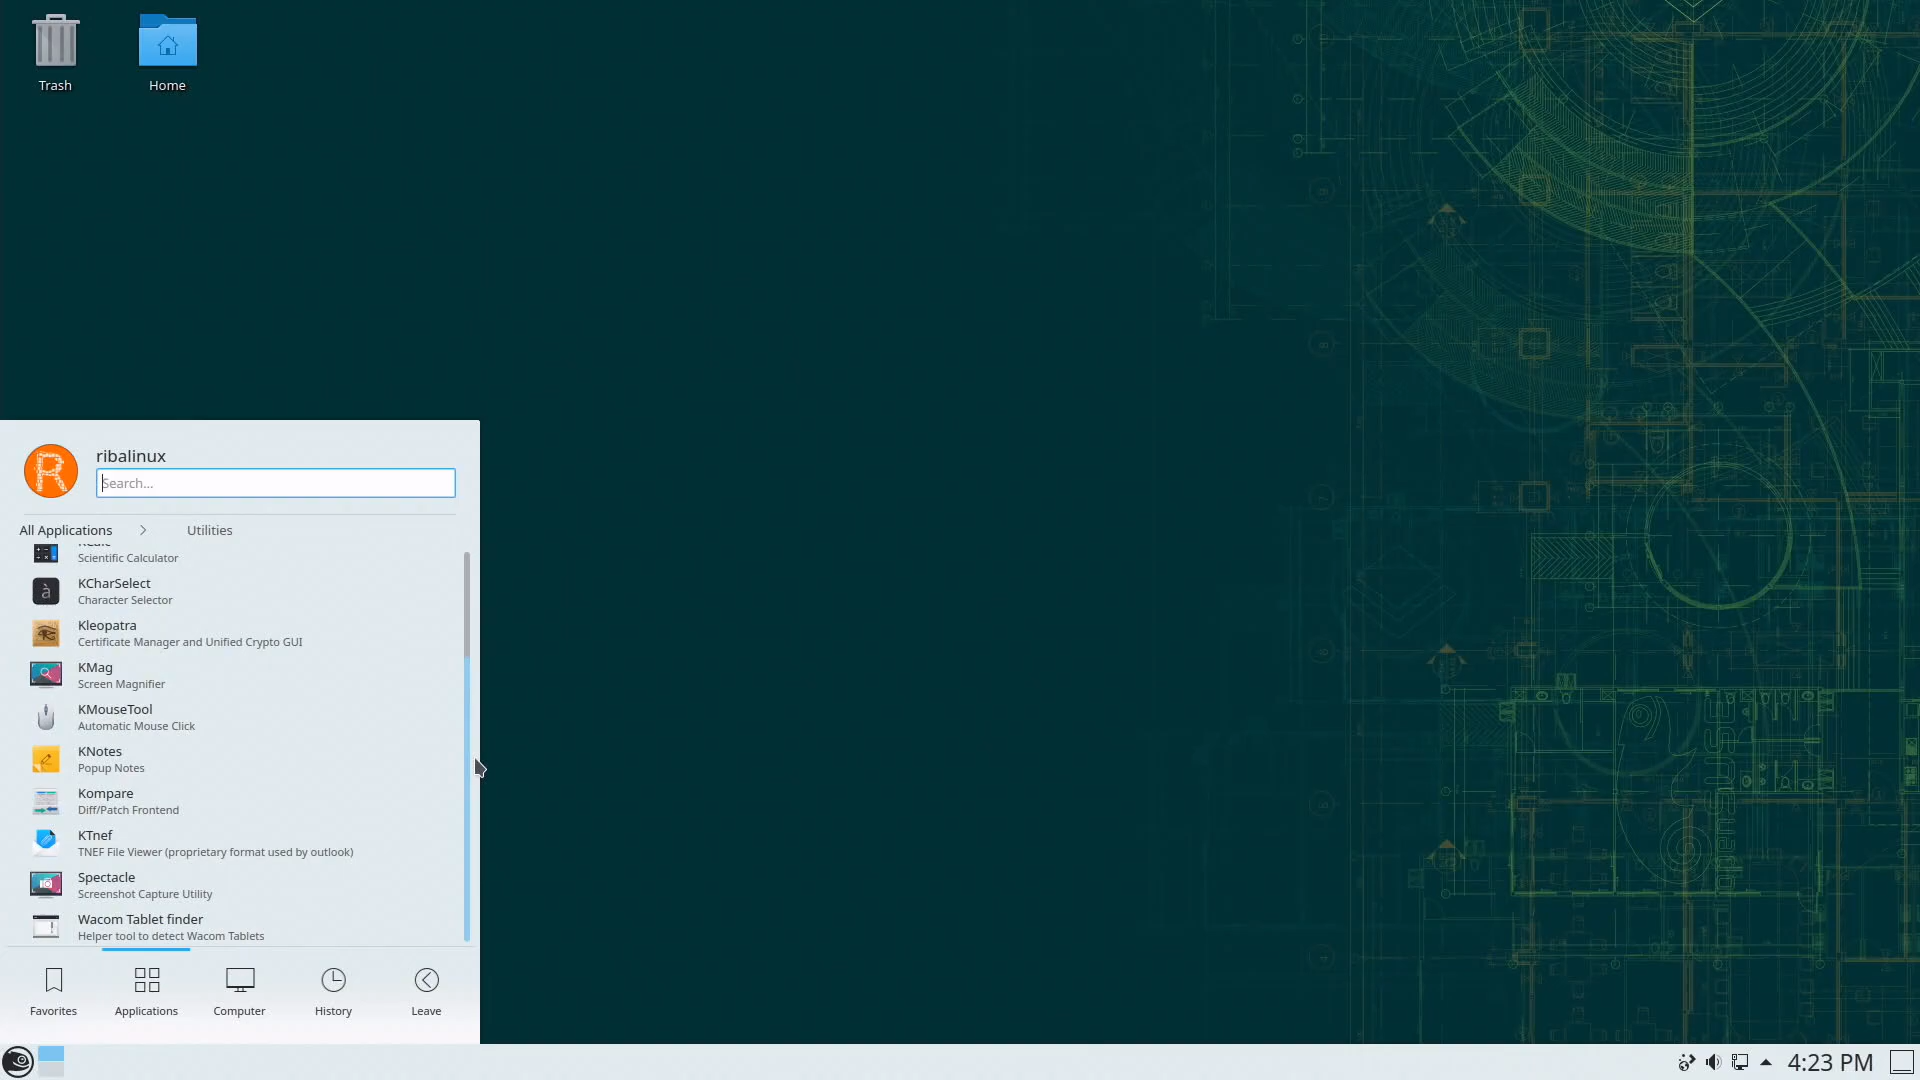 Trash
Home
ribalinux
Search...
All Applications
Utilities
Scientific Calculator
KCharSelect
Character Selector
Kleopatra
Certificate Manager and Unified Crypto GUI
KMag
Screen Magnifier
KMouseTool
Automatic Mouse Click
KNotes
Popup Notes
Kompare
Diff/Patch Frontend
KTnef
TNEF File Viewer (proprietary format used by outlook)
Spectacle
Screenshot Capture Utility
Wacom Tablet finder
Helper tool to detect Wacom Tablets
Favorites
Applications
Computer
History
Leave
4:23 PM
openSUSE